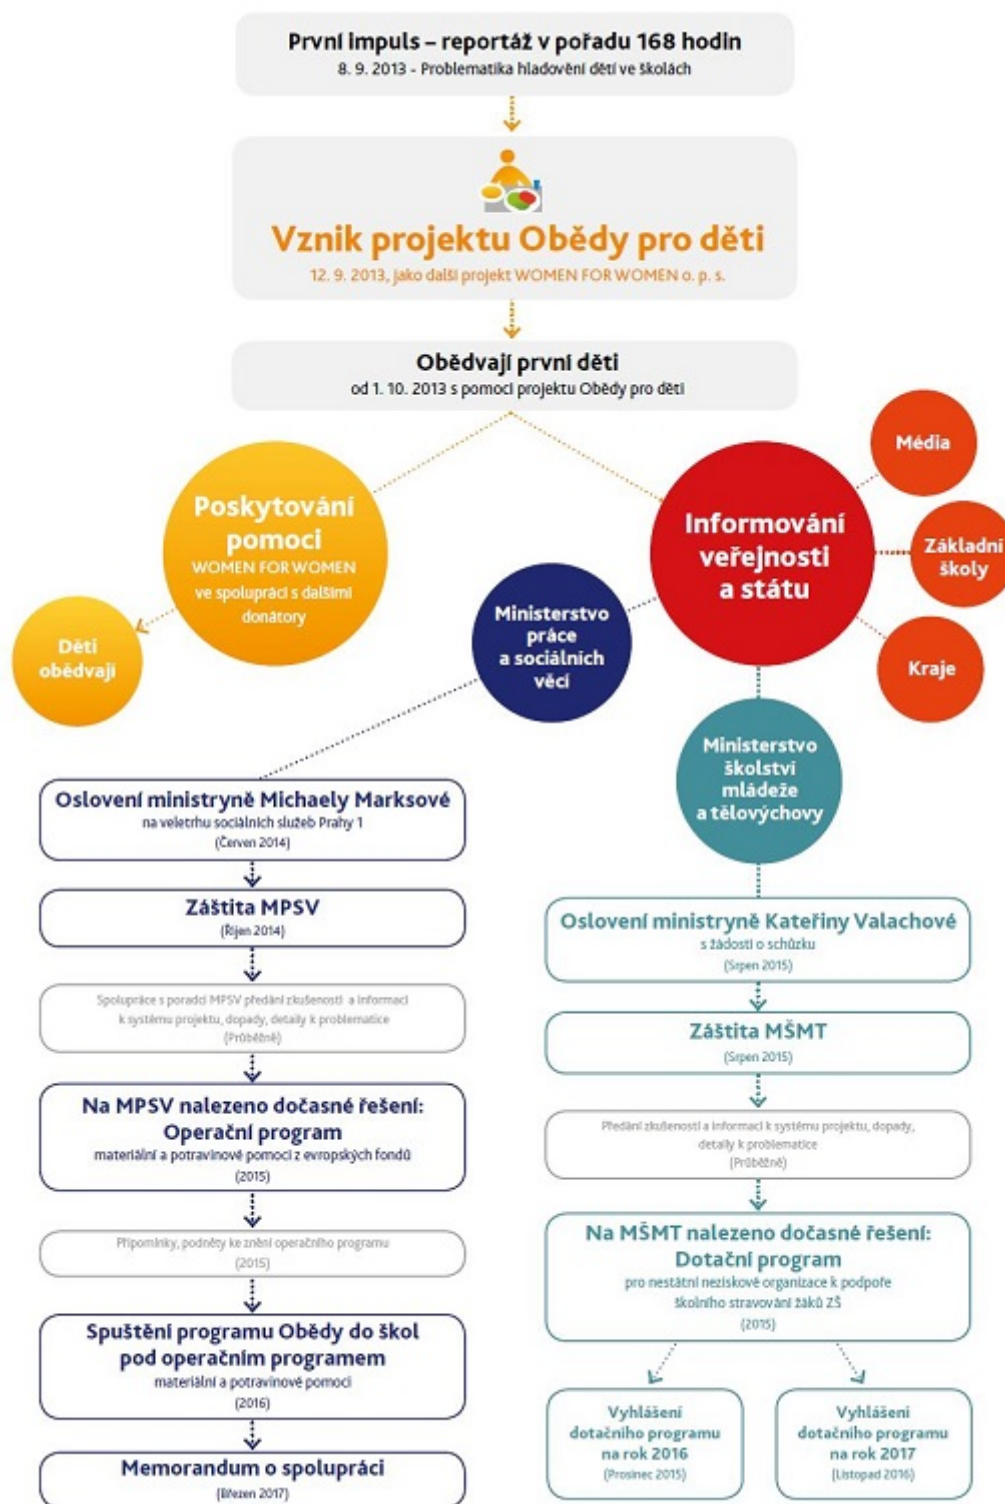 První impuls – reportáž v pořadu 168 hodin
8. 9. 2013 - Problematika hladovění dětí ve školách
Vznik projektu Obědy pro děti
12. 9. 2013, jako další projekt WOMEN FOR WOMEN o. p. s.
Obědvají první děti
od 1. 10. 2013 s pomocí projektu Obědy pro děti
Poskytování
pomoci
WOMEN FOR WOMEN
ve spolupráci s dalšími
donátory
Děti
obědvají
Informování
veřejnosti
a státu
Média
Základní
školy
Kraje
Ministerstvo
práce
a sociálních
věcí
Ministerstvo
školství
mládeže
a tělovýchovy
Oslovení ministryně Michaely Marksové
na veletrhu sociálních služeb Prahy 1
(Červen 2014)
Záštita MPSV
(Říjen 2014)
Spolupráce s poradci MPSV předání zkušeností a informací
k systému projektu, dopady, detaily k problematice
(Průběžně)
Na MPSV nalezeno dočasné řešení:
Operační program
materiální a potravinové pomoci z evropských fondů
(2015)
Připomínky, podněty ke znění operačního programu
(2015)
Spuštění programu Obědy do škol
pod operačním programem
materiální a potravinové pomoci
(2016)
Memorandum o spolupráci
(Březen 2017)
Oslovení ministryně Kateřiny Valachové
s žádostí o schůzku
(Srpen 2015)
Záštita MŠMT
(Srpen 2015)
Předání zkušeností a informací k systému projektu, dopady,
detaily k problematice
(Průběžně)
Na MŠMT nalezeno dočasné řešení:
Dotační program
pro nestátní neziskové organizace k podpoře
školního stravování žáků ZŠ
(2015)
Vyhlášení
dotačního programu
na rok 2016
(Prosinec 2015)
Vyhlášení
dotačního programu
na rok 2017
(Listopad 2016)